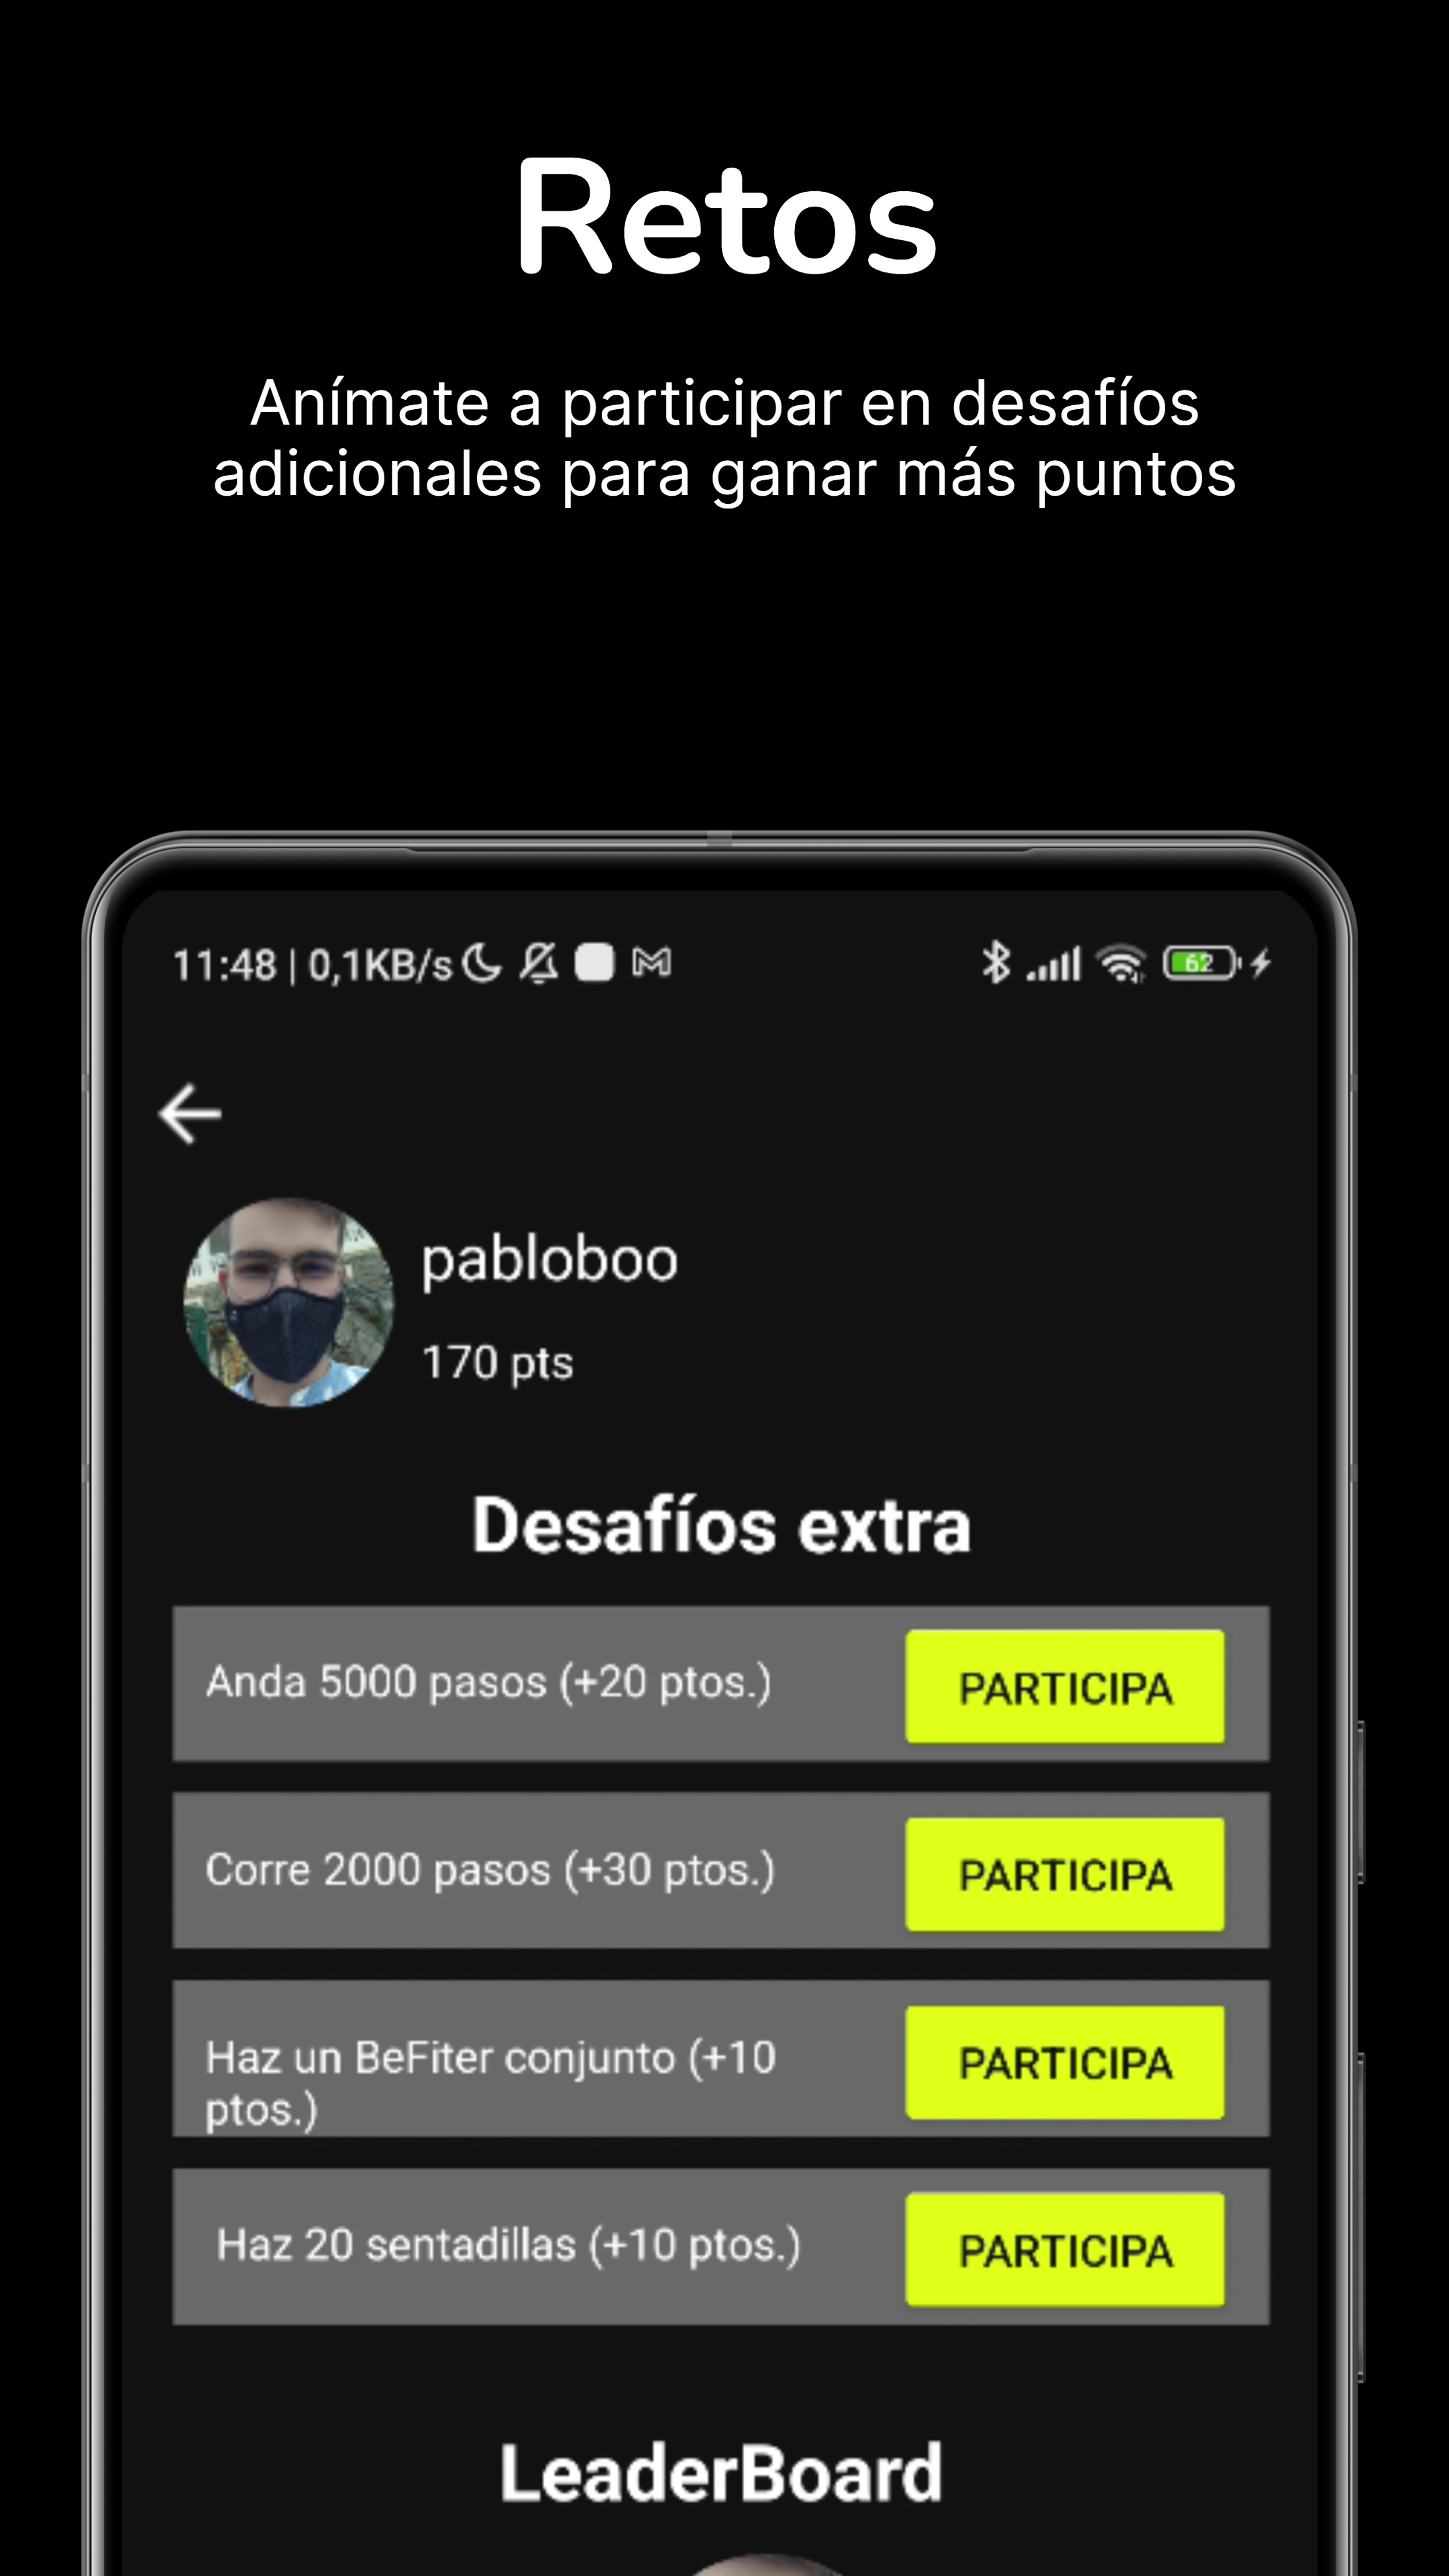 Retos
Anímate a participar en desafíos
adicionales para ganar más puntos
11:48 | 0,1KB/s
62
pabloboo
170 pts
Desafíos extra
Anda 5000 pasos (+20 ptos.)
PARTICIPA
Corre 2000 pasos (+30 ptos.)
PARTICIPA
Haz un BeFiter conjunto (+10
ptos.)
PARTICIPA
Haz 20 sentadillas (+10 ptos.)
PARTICIPA
LeaderBoard